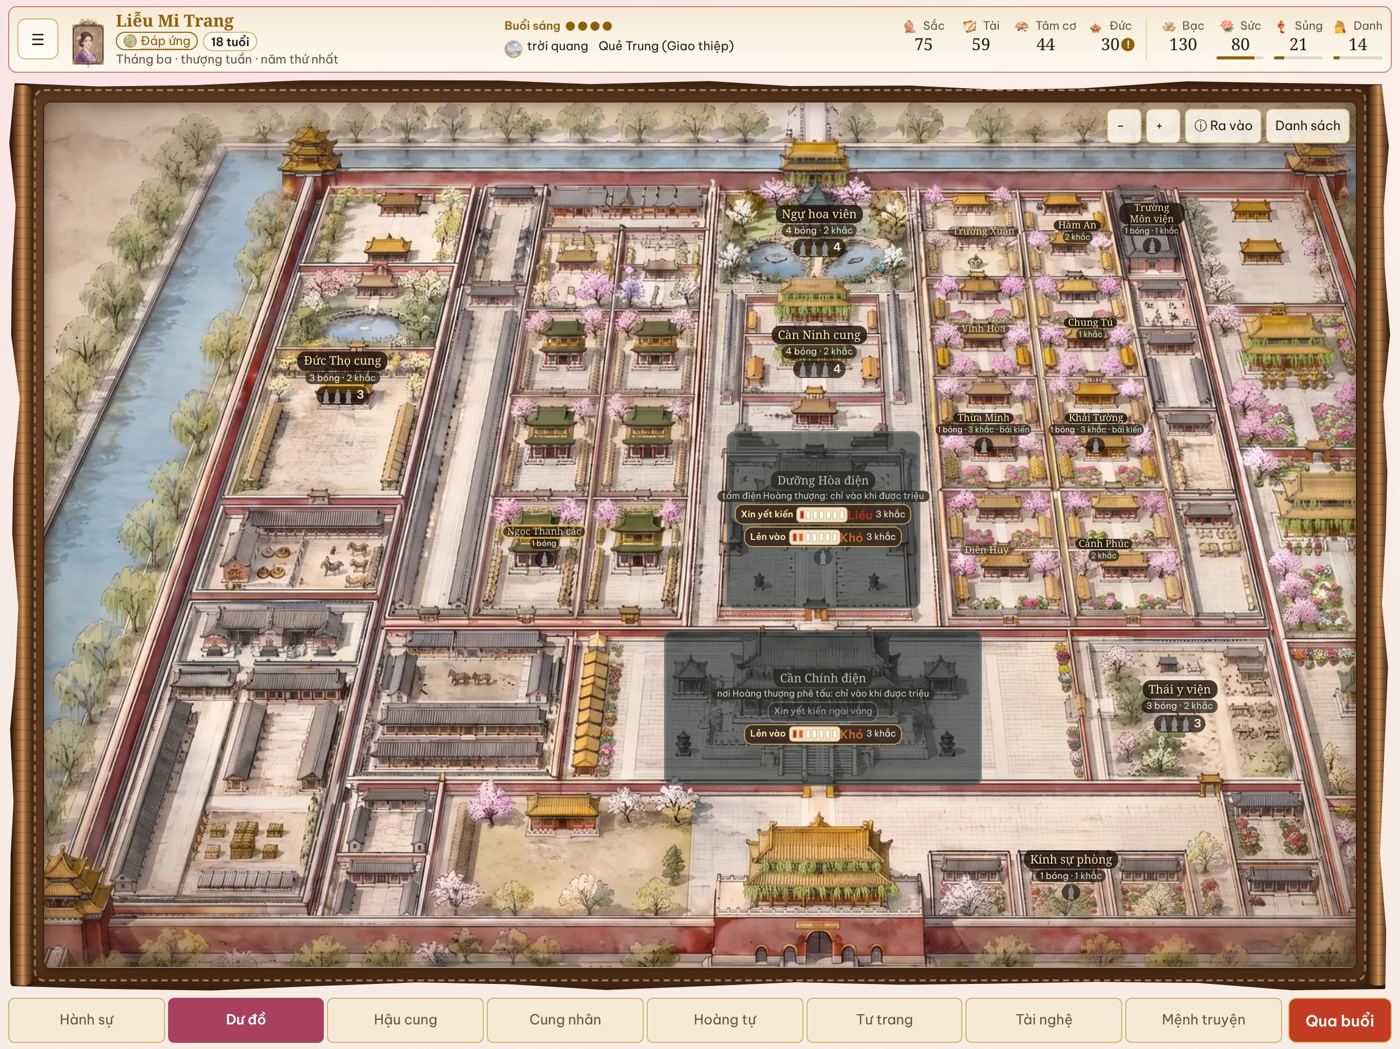 ☰
Liễu Mi Trang
Đáp ứng
18 tuổi
Tháng ba · thượng tuần · năm thứ nhất
Buổi sáng
trời quang Quẻ Trung (Giao thiệp)
Sắc
75
Tài
59
Tâm cơ
44
Đức
30 !
Bạc
130
Sức
80
Sủng
21
Danh
14
-
+
ⓘ Ra vào
Danh sách
Ngự hoa viên
4 bóng · 2 khắc
4
Trường Xuân
Hàm An
2 khắc
Trường
Môn viện
1 bóng · 1 khắc
Càn Ninh cung
4 bóng · 2 khắc
4
Vĩnh Hòa
Chung Tú
1 khắc
Đức Thọ cung
3 bóng · 2 khắc
3
Thừa Minh
1 bóng · 3 khắc · bái kiến
Khải Tường
1 bóng · 3 khắc · bái kiến
Dưỡng Hòa điện
tẩm điện Hoàng thượng: chỉ vào khi được triệu
Xin yết kiến Liều 3 khắc
Lẻn vào Khó 3 khắc
Ngọc Thanh các
1 bóng
Diên Huy
Cảnh Phúc
2 khắc
Cần Chính điện
nơi Hoàng thượng phê tấu: chỉ vào khi được triệu
Xin yết kiến ngài vắng
Lẻn vào Khó 3 khắc
Thái y viện
3 bóng · 2 khắc
3
Kính sự phòng
1 bóng · 1 khắc
Hành sự
Dư đồ
Hậu cung
Cung nhân
Hoàng tự
Tư trang
Tài nghệ
Mệnh truyện
Qua buổi